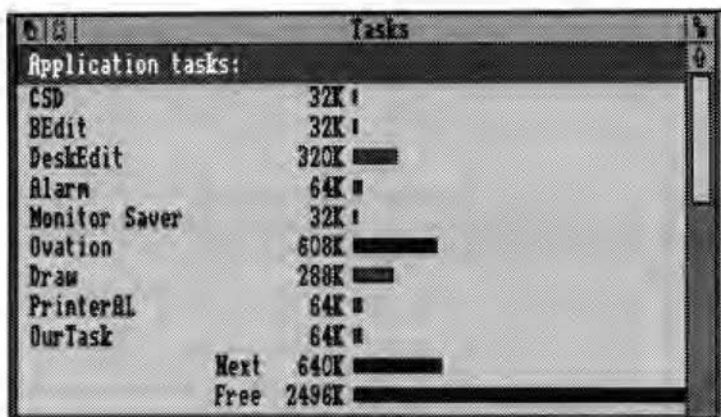 Tasks
Application tasks:
CSD 32K
BEdit 32K
DeskEdit 320K
Alarm 64K
Monitor Saver 32K
Ovation 608K
Draw 288K
PrinterAL 64K
OurTask 64K
Next 640K
Free 2496K